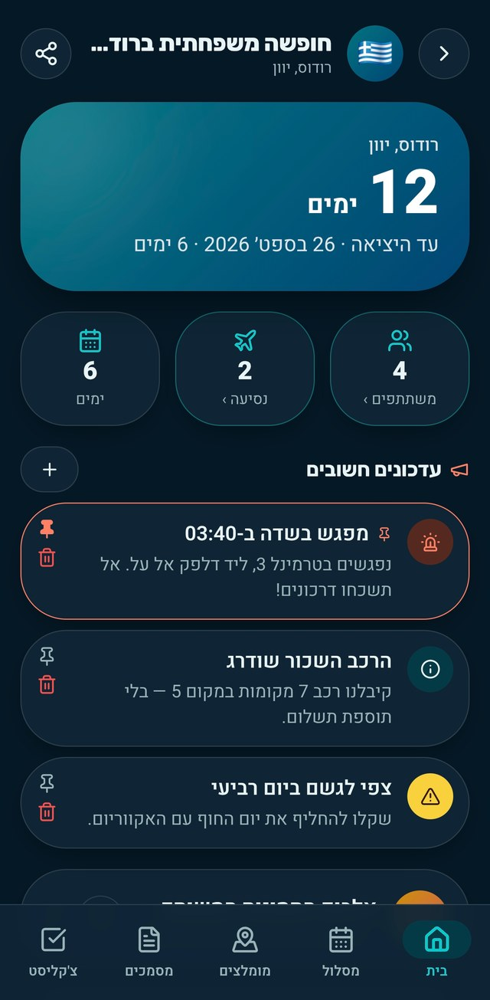 חופשה משפחתית ברוד...
רודוס, יוון
רודוס, יוון
12 ימים
עד היציאה · 26 בספט׳ 2026 · 6 ימים
4
משתתפים ›
2
נסיעה ›
6
ימים
עדכונים חשובים
+
מפגש בשדה ב-03:40
נפגשים בטרמינל 3, ליד דלפק אל על. אל
תשכחו דרכונים!
הרכב השכור שודרג
קיבלנו רכב 7 מקומות במקום 5 — בלי
תוספת תשלום.
צפי לגשם ביום רביעי
שקלו להחליף את יום החוף עם האקווריום.
בית
מסלול
מומלצים
מסמכים
צ'קליסט